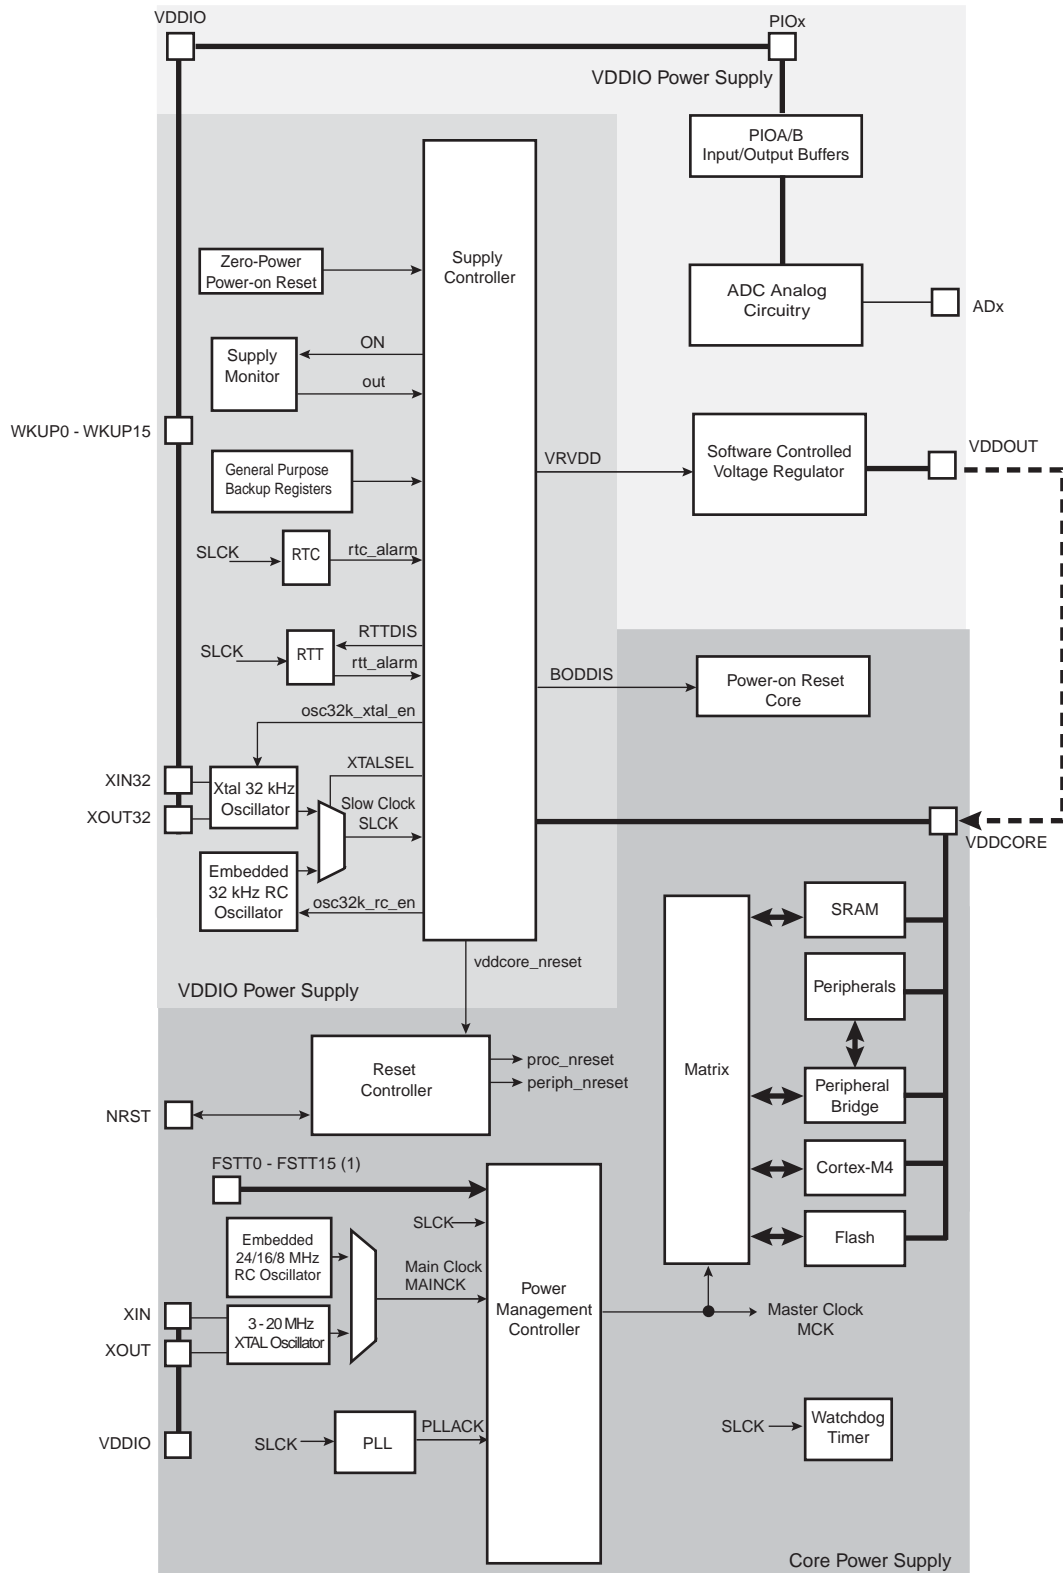 VDDIO
PIOx
VDDIO Power Supply
PIOA/B
Input/Output Buffers
Supply
Controller
Zero-Power
Power-on Reset
ADC Analog
Circuitry
ADx
ON
Supply
Monitor
out
WKUP0 - WKUP15
General Purpose
Backup Registers
VRVDD
Software Controlled
Voltage Regulator
VDDOUT
SLCK
RTC
rtc_alarm
RTTDIS
SLCK
RTT
rtt_alarm
BODDIS
Power-on Reset
Core
osc32k_xtal_en
XTALSEL
XIN32
Xtal 32 kHz
Oscillator
XOUT32
Slow Clock
SLCK
VDDCORE
Embedded
32 kHz RC
Oscillator
osc32k_rc_en
SRAM
vddcore_nreset
VDDIO Power Supply
Peripherals
Reset
Controller
proc_nreset
periph_nreset
Matrix
Peripheral
Bridge
NRST
FSTT0 - FSTT15 (1)
Cortex-M4
SLCK
Flash
Embedded
24/16/8 MHz
RC Oscillator
Main Clock
MAINCK
Power
Management
Controller
XIN
3 - 20 MHz
XTAL Oscillator
XOUT
Master Clock
MCK
VDDIO
SLCK
PLL
PLLACK
SLCK
Watchdog
Timer
Core Power Supply